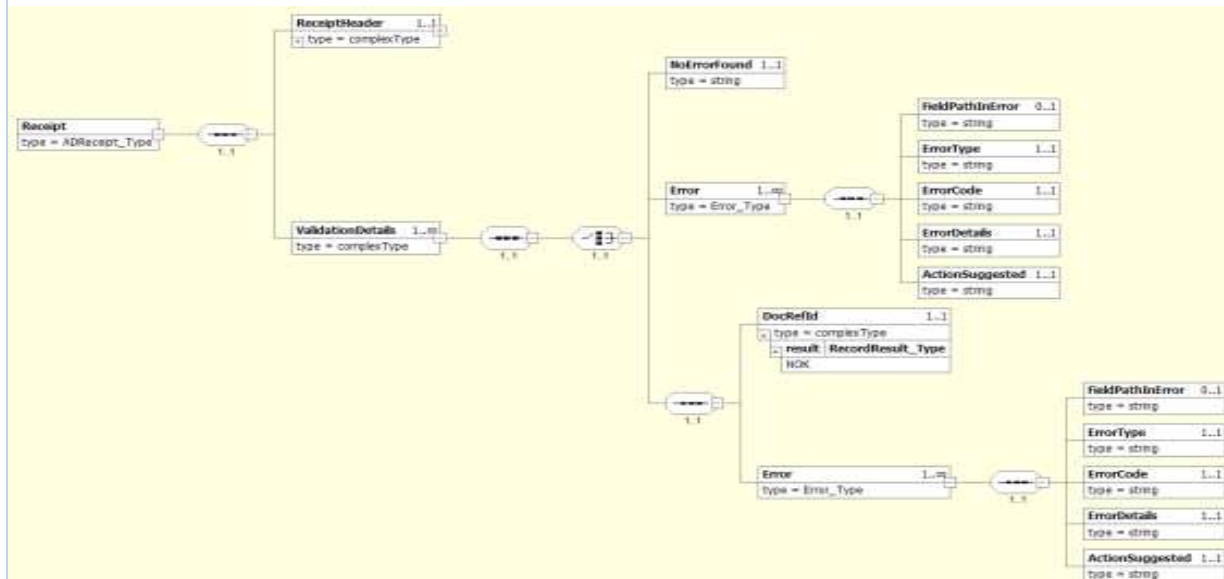 ReceiptHeader 1..1
type = complexType
NoErrorFound 1..1
type = string
FieldPathInError 0..1
type = string
Receipt
type = ADReceipt_Type
1..1
ErrorType 1..1
type = string
Error 1..∞
type = Error_Type
1..1
ErrorCode 1..1
type = string
ValidationDetails 1..∞
type = complexType
1..1
1..1
ErrorDetails 1..1
type = string
ActionSuggested 1..1
type = string
DocRefId 1..1
type = complexType
result RecordResult_Type
NOK
1..1
FieldPathInError 0..1
type = string
ErrorType 1..1
type = string
Error 1..∞
type = Error_Type
1..1
ErrorCode 1..1
type = string
ErrorDetails 1..1
type = string
ActionSuggested 1..1
type = string